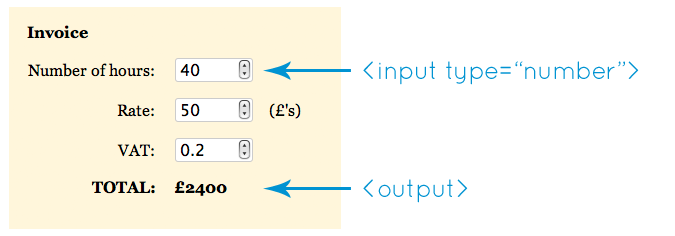 Invoice
Number of hours: 40 <input type=“number”>
Rate: 50 (£'s)
VAT: 0.2
TOTAL: £2400 <output>